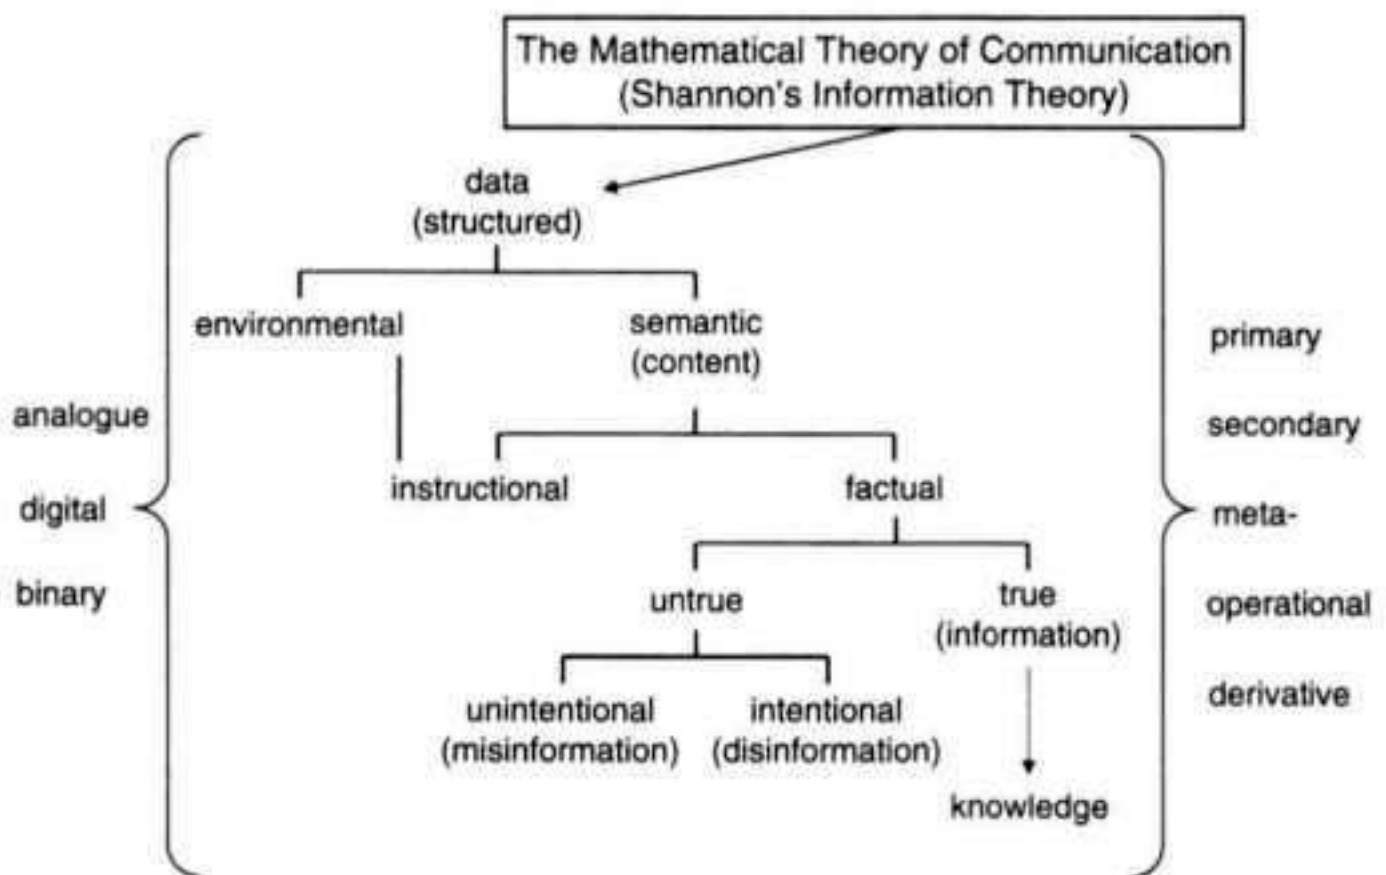 The Mathematical Theory of Communication
(Shannon's Information Theory)
data
(structured)
environmental
semantic
(content)
instructional
factual
untrue
true
(information)
unintentional
(misinformation)
intentional
(disinformation)
knowledge
analogue
digital
binary
primary
secondary
meta-
operational
derivative